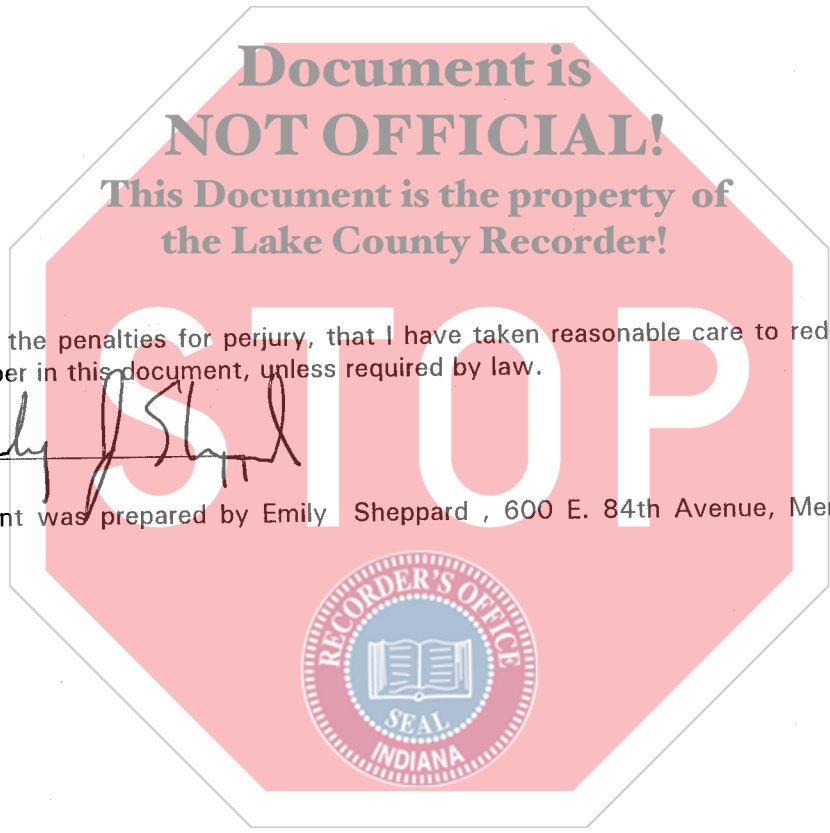 Document is
NOT OFFICIAL!
This Document is the property of
the Lake County Recorder!
STOP
the penalties for perjury, that I have taken reasonable care to red
er in this document, unless required by law.
nt was prepared by Emily Sheppard , 600 E. 84th Avenue, Mer
RECORDER'S OFFICE
SEAL
INDIANA